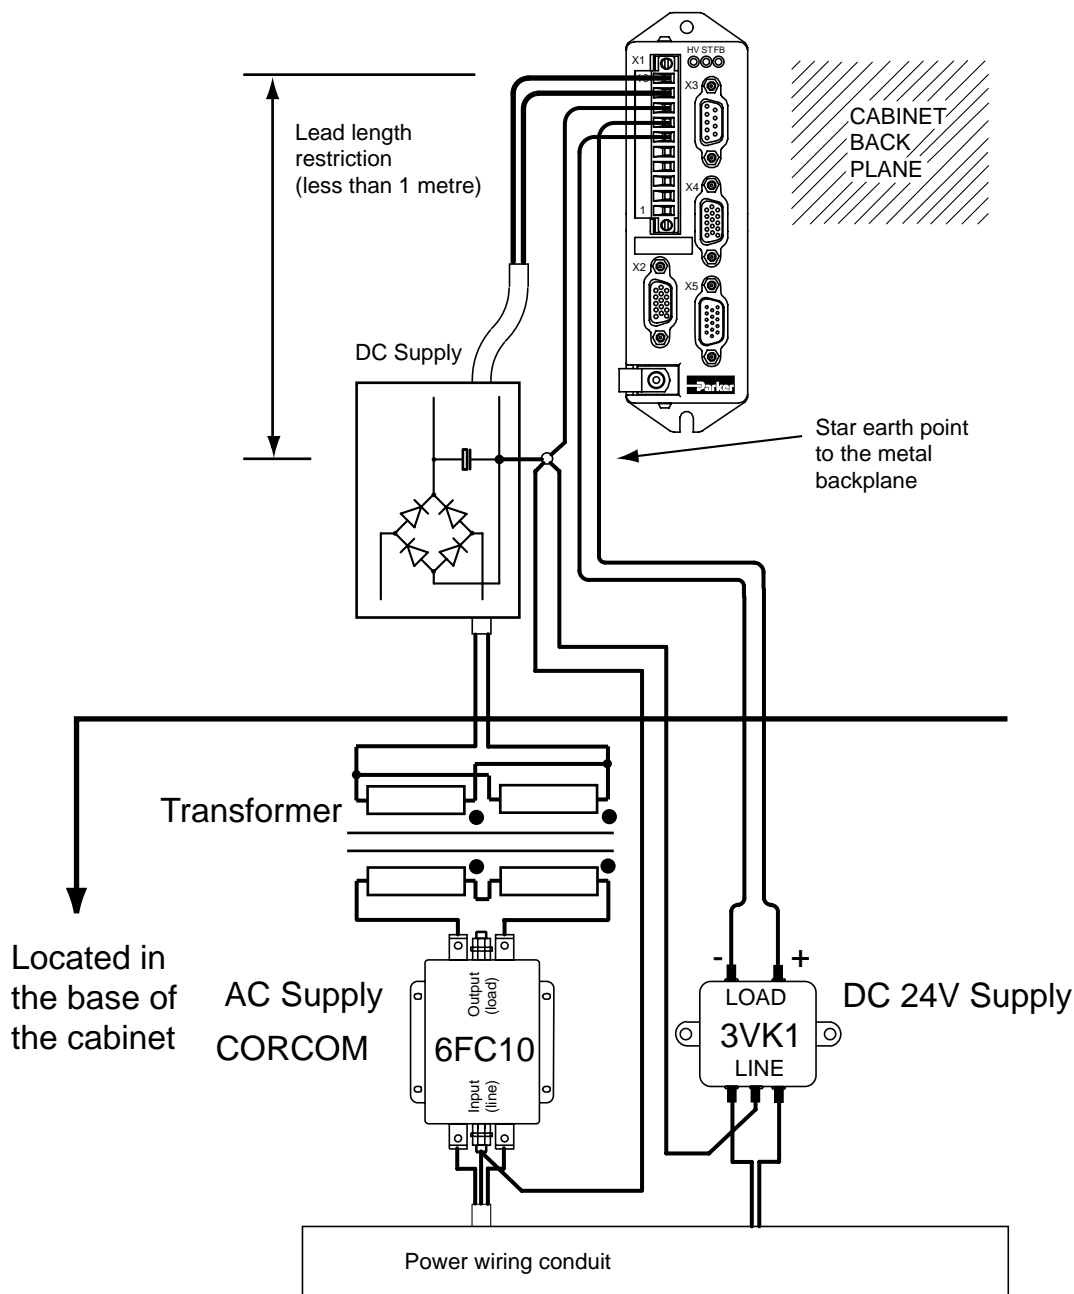 HV ST FB
X1
10
X3
Lead length
restriction
(less than 1 metre)
CABINET
BACK
PLANE
X4
1
X2
X5
DC Supply
Parker
Star earth point
to the metal
backplane
Transformer
Located in
the base of
the cabinet
AC Supply
CORCOM
Output
(load)
6FC10
Input
(line)
- +
LOAD
3VK1
LINE
DC 24V Supply
Power wiring conduit